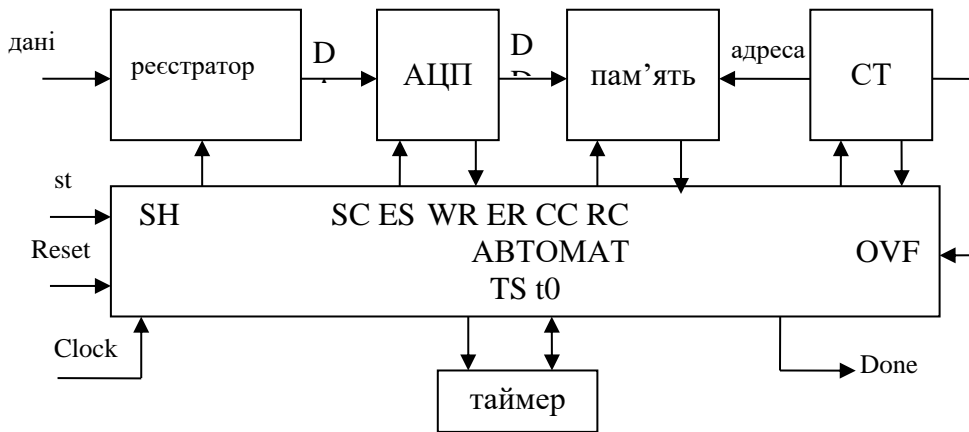 дані
реєстратор
D
АЦП
D
пам’ять
адреса
СТ
st
SH
SC ES WR ER CC RC
Reset
АВТОМАТ
OVF
TS t0
Clock
Done
таймер